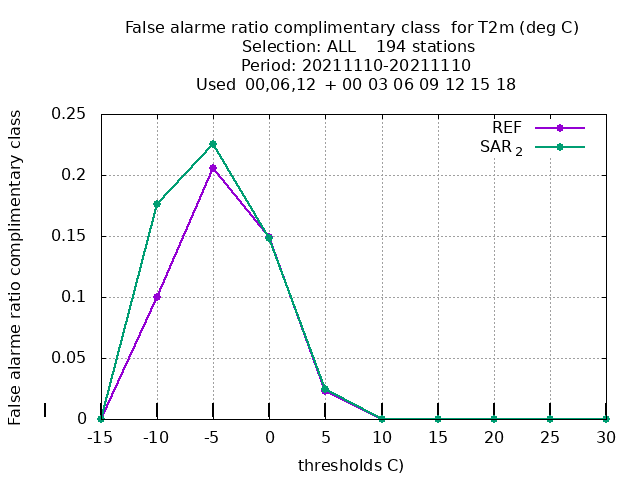 False alarme ratio complimentary class  for T2m (deg C)
Selection: ALL    194 stations
Period: 20211110-20211110
Used  00,06,12  + 00 03 06 09 12 15 18
False alarme ratio complimentary class
0.25
0.2
0.15
0.1
0.05
0
REF
SAR 2
-15 -10 -5 0 5 10 15 20 25 30
thresholds C)